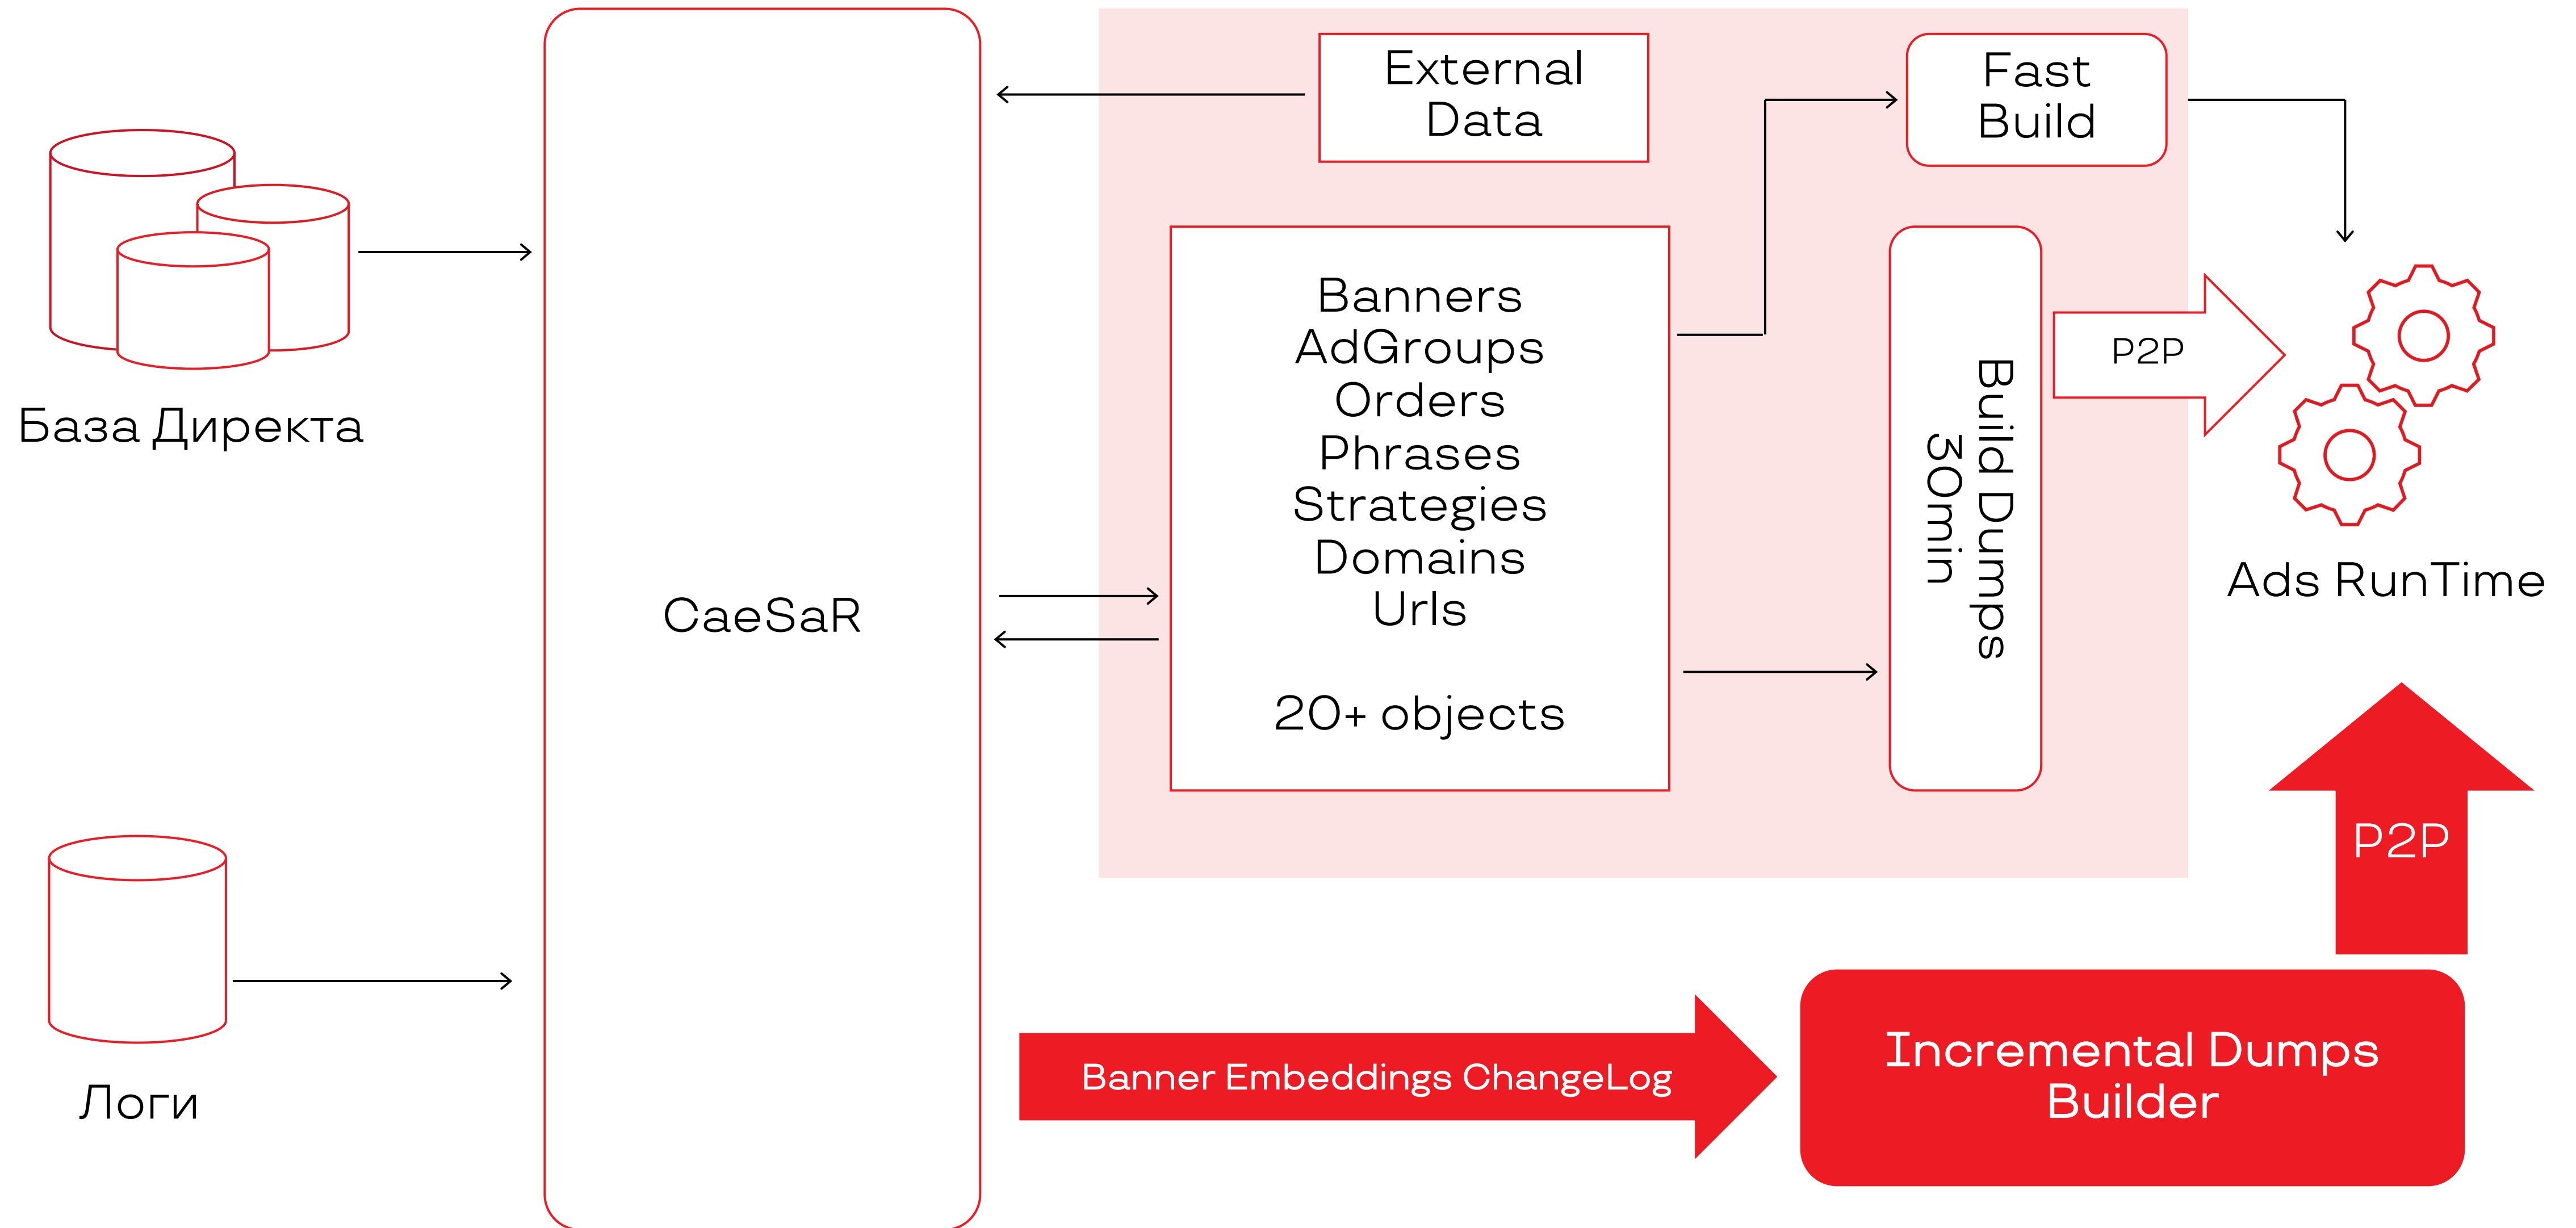 База Директа
Логи
CaeSaR
External
Data
Fast
Build
Banners
AdGroups
Orders
Phrases
Strategies
Domains
Urls
20+ objects
Build Dumps
30min
P2P
Ads RunTime
P2P
Banner Embeddings ChangeLog
Incremental Dumps
Builder